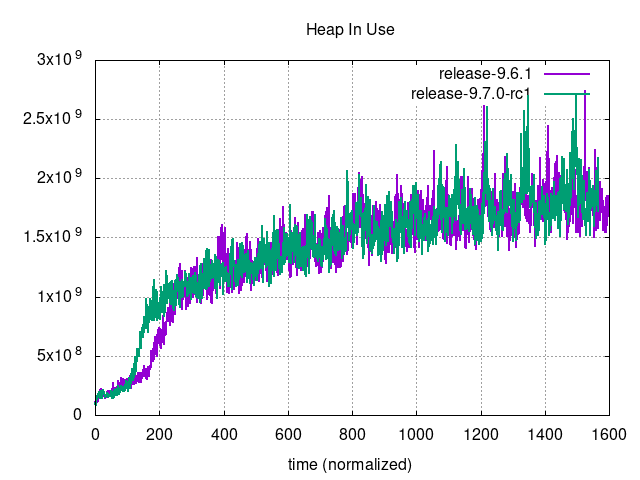 Heap In Use
3x10^9
2.5x10^9
2x10^9
1.5x10^9
1x10^9
5x10^8
0
release-9.6.1
release-9.7.0-rc1
0 200 400 600 800 1000 1200 1400 1600
time (normalized)